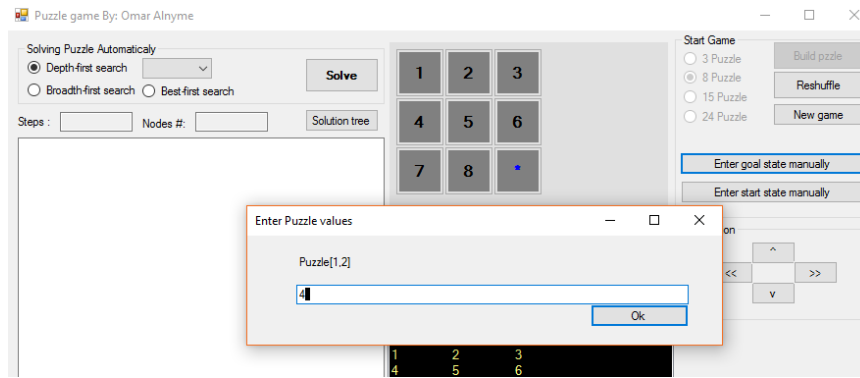 Puzzle game By: Omar Alnyme
Solving Puzzle Automaticaly
Depth-first search
Broadth-first search Best-first search
Solve
Steps : Nodes #: Solution tree
1 2 3
4 5 6
7 8 *
Start Game
3 Puzzle
8 Puzzle
15 Puzzle
24 Puzzle
Build pzzle
Reshuffle
New game
Enter goal state manually
Enter start state manually
on
^
<< >>
v
Enter Puzzle values
Puzzle[1,2]
4
Ok
1 2 3
4 5 6